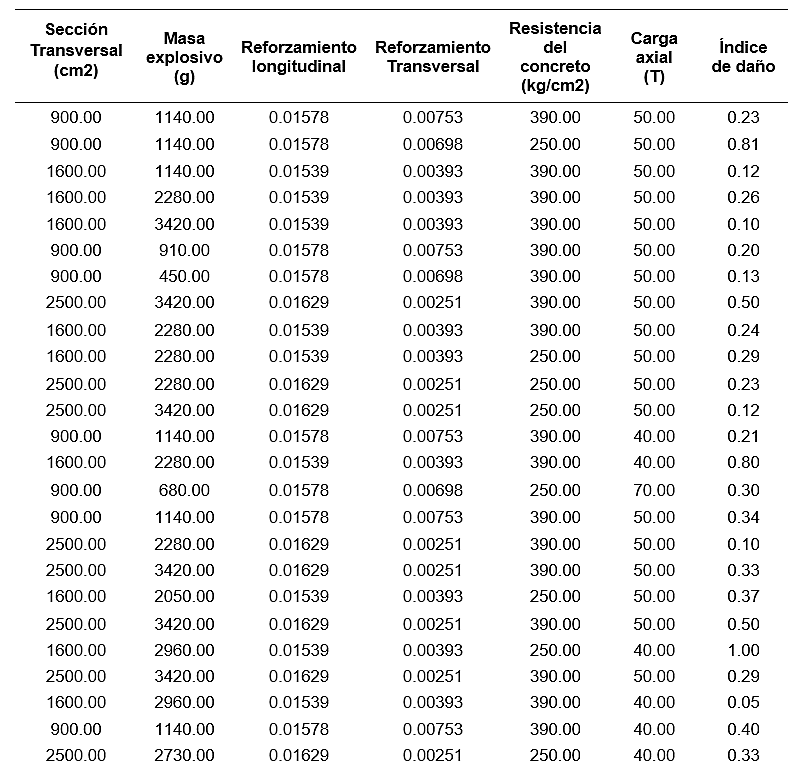 Sección Transversal (cm2) Masa explosivo (g) Reforzamiento longitudinal Reforzamiento Transversal Resistencia del concreto (kg/cm2) Carga axial (T) Índice de daño
900.00 1140.00 0.01578 0.00753 390.00 50.00 0.23
900.00 1140.00 0.01578 0.00698 250.00 50.00 0.81
1600.00 1140.00 0.01539 0.00393 390.00 50.00 0.12
1600.00 2280.00 0.01539 0.00393 390.00 50.00 0.26
1600.00 3420.00 0.01539 0.00393 390.00 50.00 0.10
900.00 910.00 0.01578 0.00753 390.00 50.00 0.20
900.00 450.00 0.01578 0.00698 390.00 50.00 0.13
2500.00 3420.00 0.01629 0.00251 390.00 50.00 0.50
1600.00 2280.00 0.01539 0.00393 390.00 50.00 0.24
1600.00 2280.00 0.01539 0.00393 250.00 50.00 0.29
2500.00 2280.00 0.01629 0.00251 250.00 50.00 0.23
2500.00 3420.00 0.01629 0.00251 250.00 50.00 0.12
900.00 1140.00 0.01578 0.00753 390.00 40.00 0.21
1600.00 2280.00 0.01539 0.00393 390.00 40.00 0.80
900.00 680.00 0.01578 0.00698 250.00 70.00 0.30
900.00 1140.00 0.01578 0.00753 390.00 50.00 0.34
2500.00 2280.00 0.01629 0.00251 390.00 50.00 0.10
2500.00 3420.00 0.01629 0.00251 390.00 50.00 0.33
1600.00 2050.00 0.01539 0.00393 250.00 50.00 0.37
2500.00 3420.00 0.01629 0.00251 390.00 50.00 0.50
1600.00 2960.00 0.01539 0.00393 250.00 40.00 1.00
2500.00 3420.00 0.01629 0.00251 390.00 50.00 0.29
1600.00 2960.00 0.01539 0.00393 390.00 40.00 0.05
900.00 1140.00 0.01578 0.00753 390.00 40.00 0.40
2500.00 2730.00 0.01629 0.00251 250.00 40.00 0.33